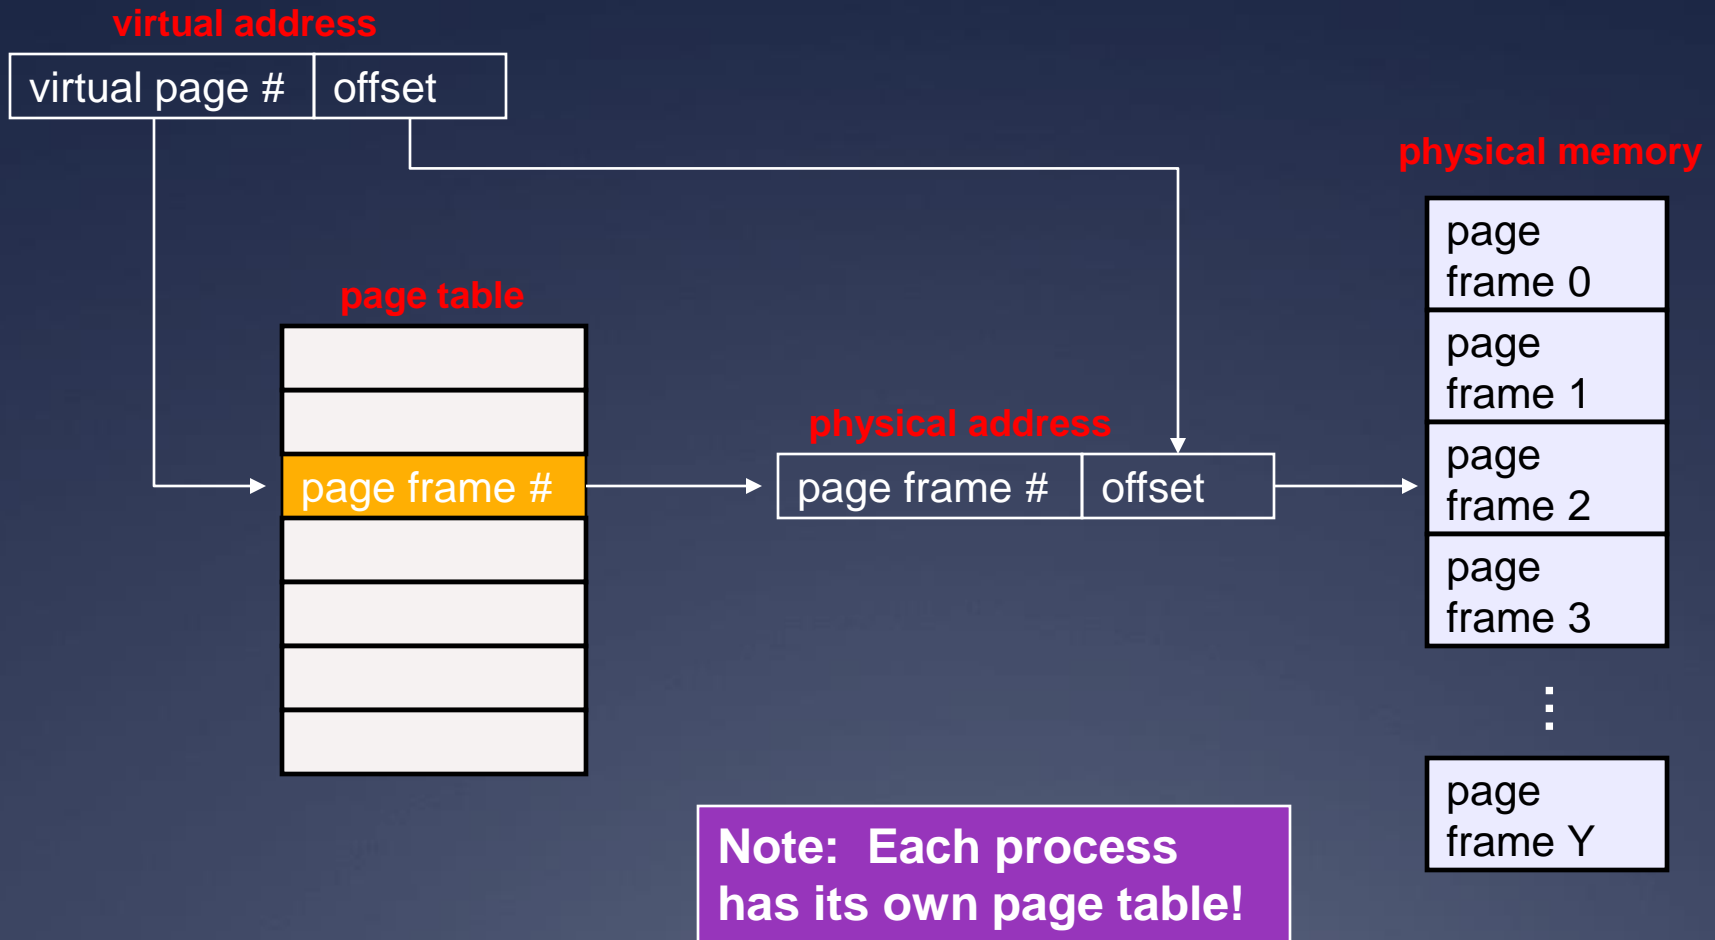 virtual address
virtual page #
offset
physical memory
page
frame 0
page
frame 1
page
frame 2
page
frame 3
⋮
page
frame Y
page table
page frame #
physical address
page frame #
offset
Note:  Each process
has its own page table!